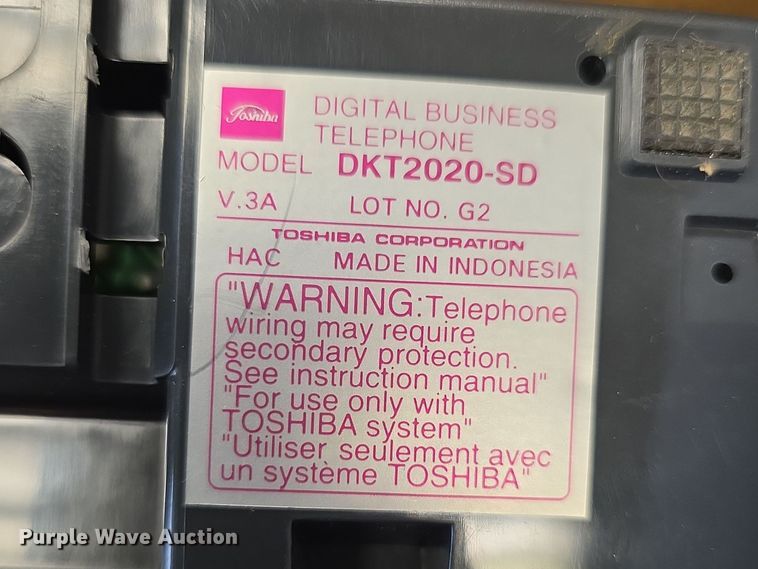 Toshiba
DIGITAL BUSINESS
TELEPHONE
MODEL DKT2020-SD
V.3A LOT NO. G2
TOSHIBA CORPORATION
HAC MADE IN INDONESIA
"WARNING:Telephone
wiring may require
secondary protection.
See instruction manual"
"For use only with
TOSHIBA system"
"Utiliser seulement avec
un système TOSHIBA"
Purple Wave Auction